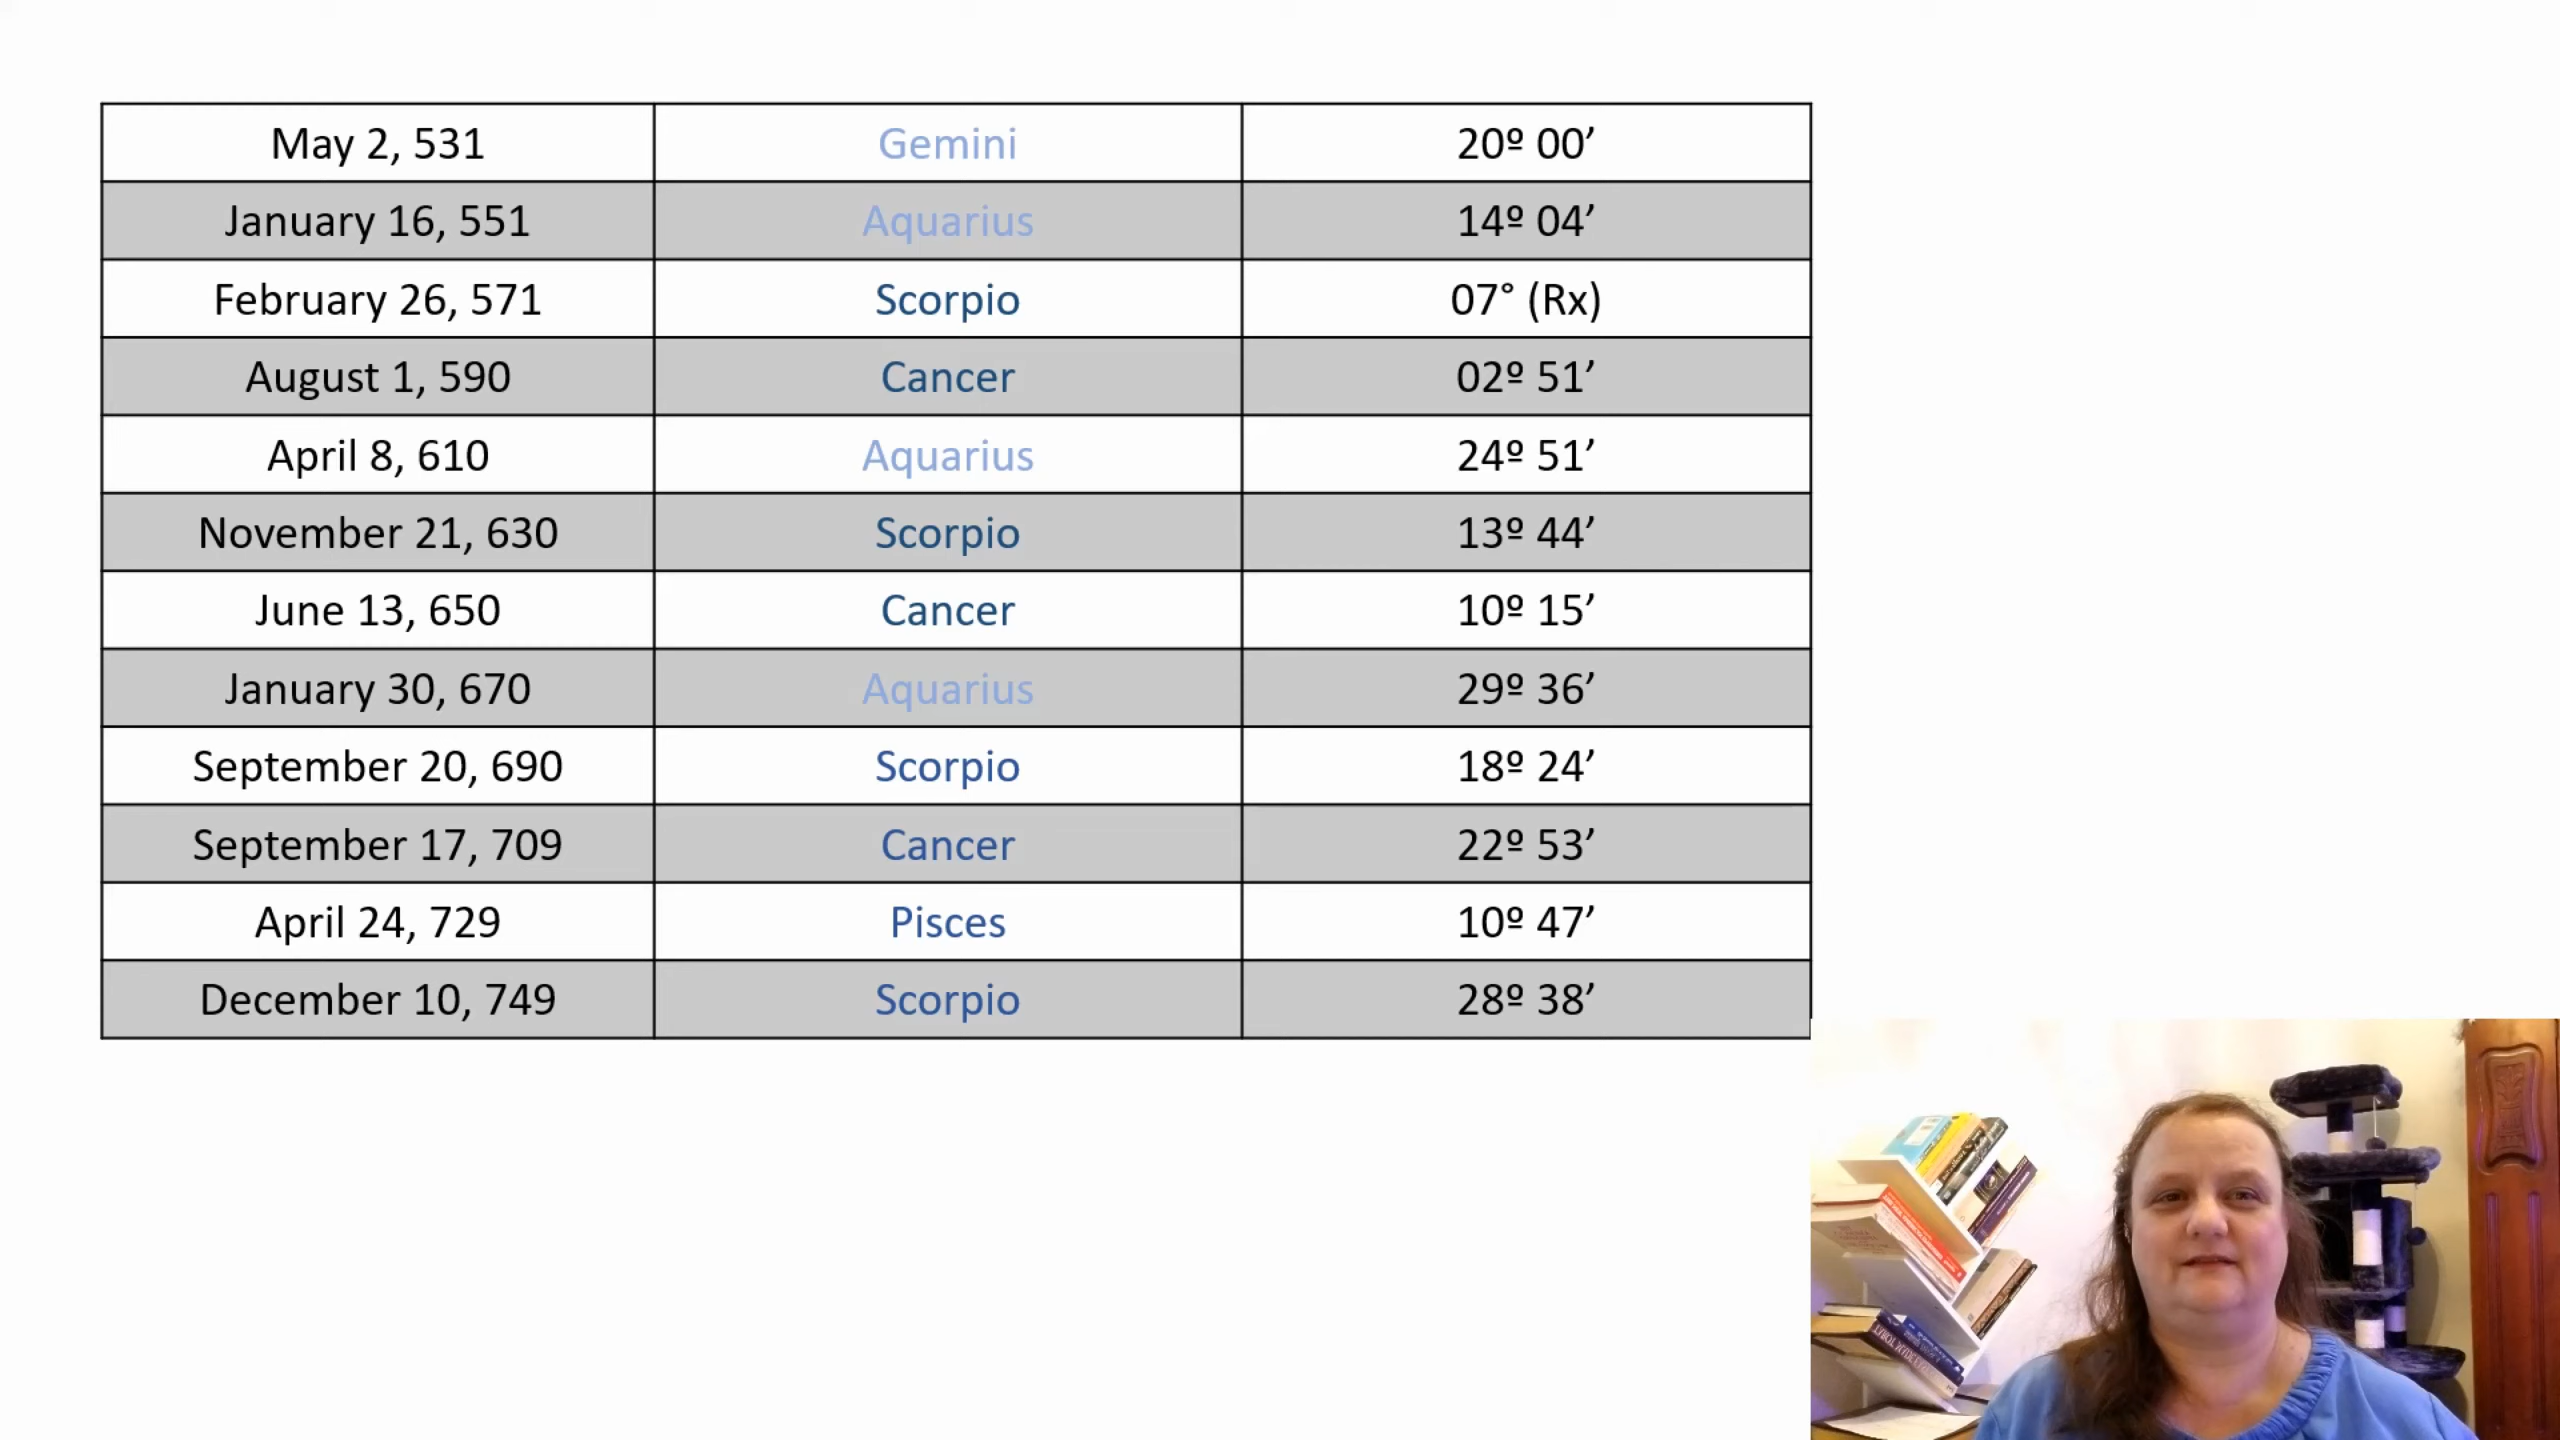 May 2, 531 Gemini 20º 00’
January 16, 551 Aquarius 14º 04’
February 26, 571 Scorpio 07° (Rx)
August 1, 590 Cancer 02º 51’
April 8, 610 Aquarius 24º 51’
November 21, 630 Scorpio 13º 44’
June 13, 650 Cancer 10º 15’
January 30, 670 Aquarius 29º 36’
September 20, 690 Scorpio 18º 24’
September 17, 709 Cancer 22º 53’
April 24, 729 Pisces 10º 47’
December 10, 749 Scorpio 28º 38’